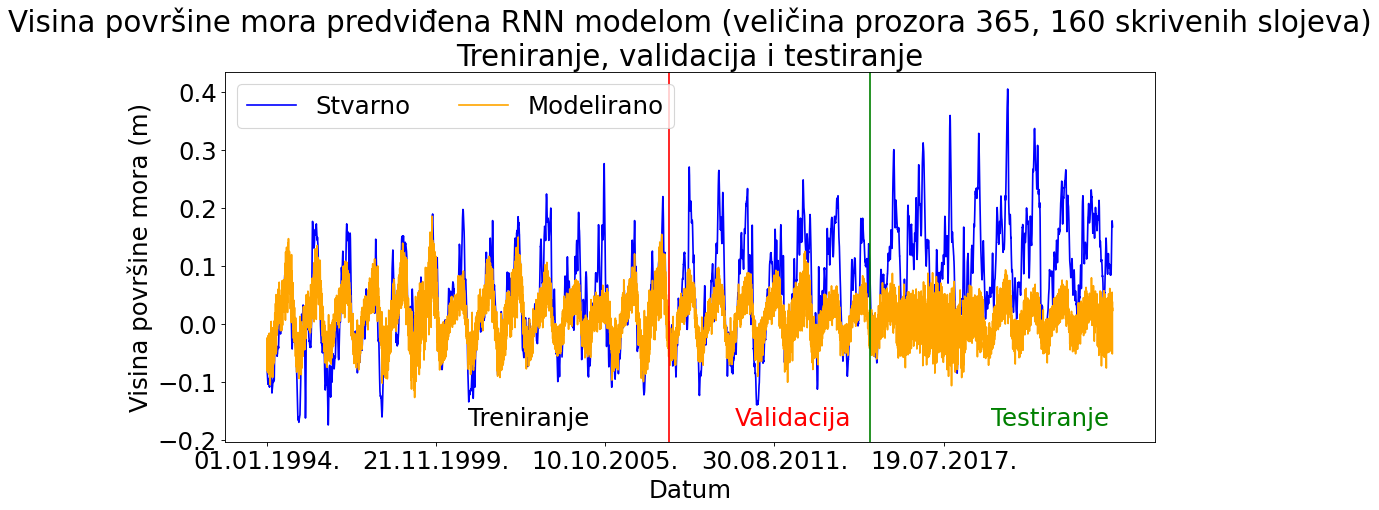 Visina površine mora predviđena RNN modelom (veličina prozora 365, 160 skrivenih slojeva)
Treniranje, validacija i testiranje
Stvarno Modelirano
Visina površine mora (m)
0.4
0.3
0.2
0.1
0.0
−0.1
−0.2
Treniranje Validacija Testiranje
01.01.1994. 21.11.1999. 10.10.2005. 30.08.2011. 19.07.2017.
Datum